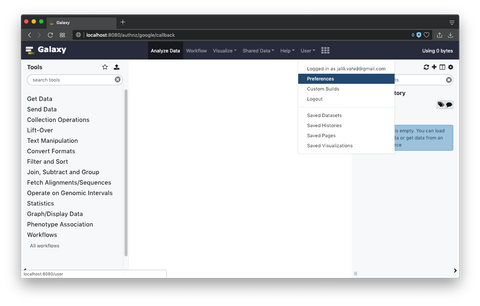 Galaxy
localhost:8080/authnz/google/callback
Galaxy
Analyze Data Workflow Visualize Shared Data Help User
Using 0 bytes
Tools
search tools
Get Data
Send Data
Collection Operations
Lift-Over
Text Manipulation
Convert Formats
Filter and Sort
Join, Subtract and Group
Fetch Alignments/Sequences
Operate on Genomic Intervals
Statistics
Graph/Display Data
Phenotype Association
Workflows
All workflows
Logged in as jalili.vahid@gmail.com
Preferences
Custom Builds
Logout
Saved Datasets
Saved Histories
Saved Pages
Saved Visualizations
tory
is empty. You can load
ata or get data from an
localhost:8080/user